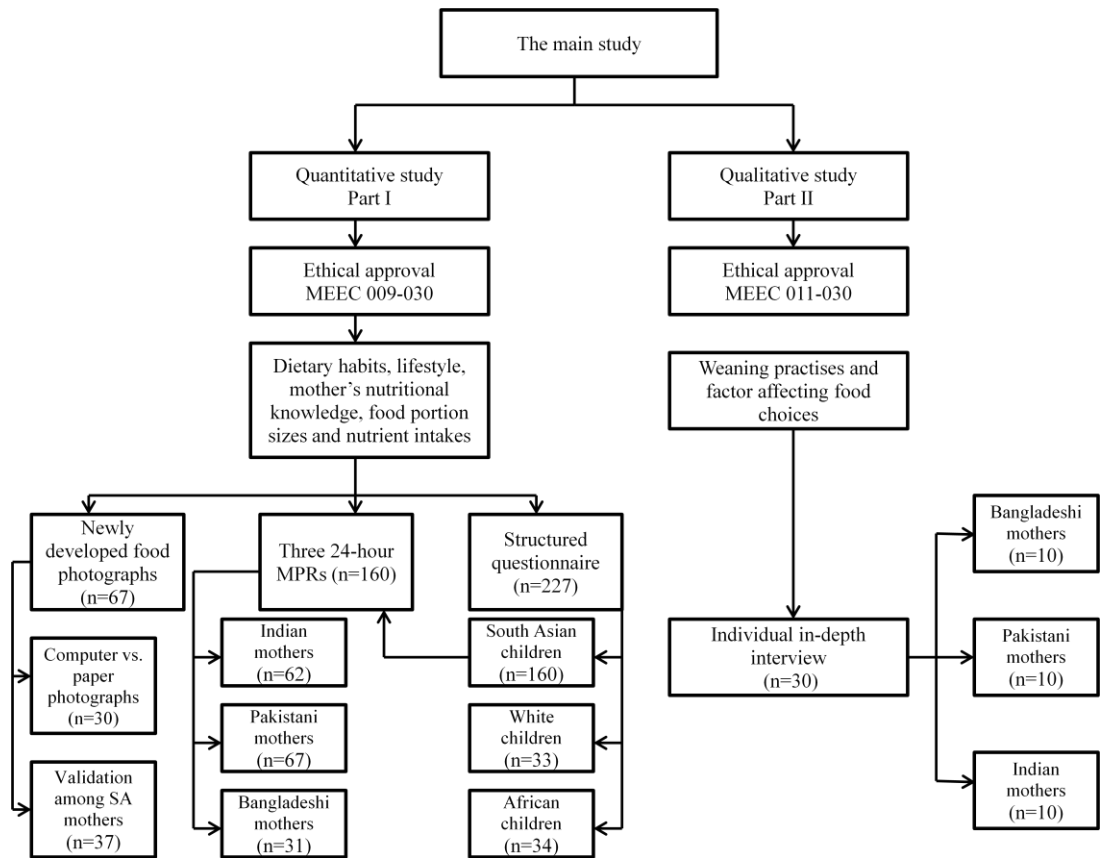 The main study
Quantitative study
Part I
Qualitative study
Part II
Ethical approval
MEEC 009-030
Ethical approval
MEEC 011-030
Dietary habits, lifestyle,
mother's nutritional
knowledge, food portion
sizes and nutrient intakes
Weaning practises and
factor affecting food
choices
Newly
developed food
photographs
(n=67)
Three 24-hour
MPRs (n=160)
Structured
questionnaire
(n=227)
Computer vs.
paper
photographs
(n=30)
Validation
among SA
mothers
(n=37)
Indian
mothers
(n=62)
Pakistani
mothers
(n=67)
Bangladeshi
mothers
(n=31)
South Asian
children
(n=160)
White
children
(n=33)
African
children
(n=34)
Individual in-depth
interview
(n=30)
Bangladeshi
mothers
(n=10)
Pakistani
mothers
(n=10)
Indian
mothers
(n=10)